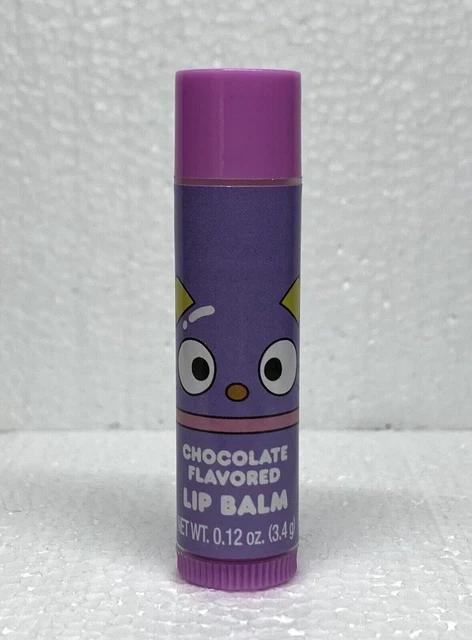 CHOCOLATE
FLAVORED
LIP BALM
NET WT. 0.12 oz. (3.4 g)